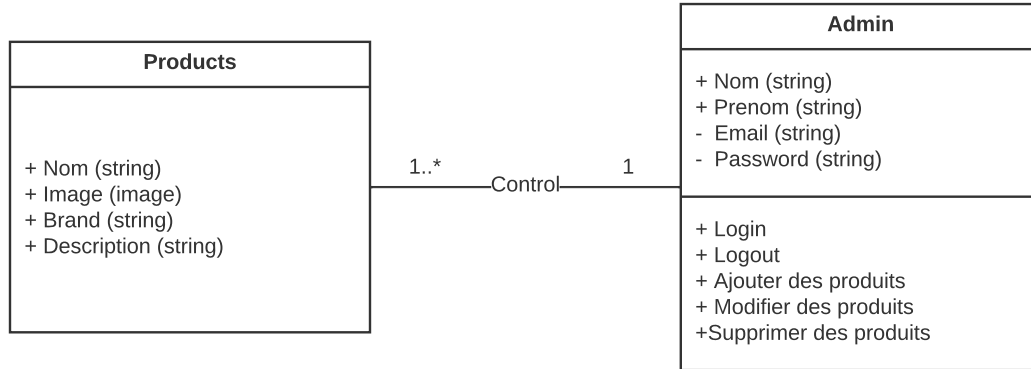 Products
+ Nom (string)
+ Image (image)
+ Brand (string)
+ Description (string)
1..*
Control
1
Admin
+ Nom (string)
+ Prenom (string)
- Email (string)
- Password (string)
+ Login
+ Logout
+ Ajouter des produits
+ Modifier des produits
+Supprimer des produits